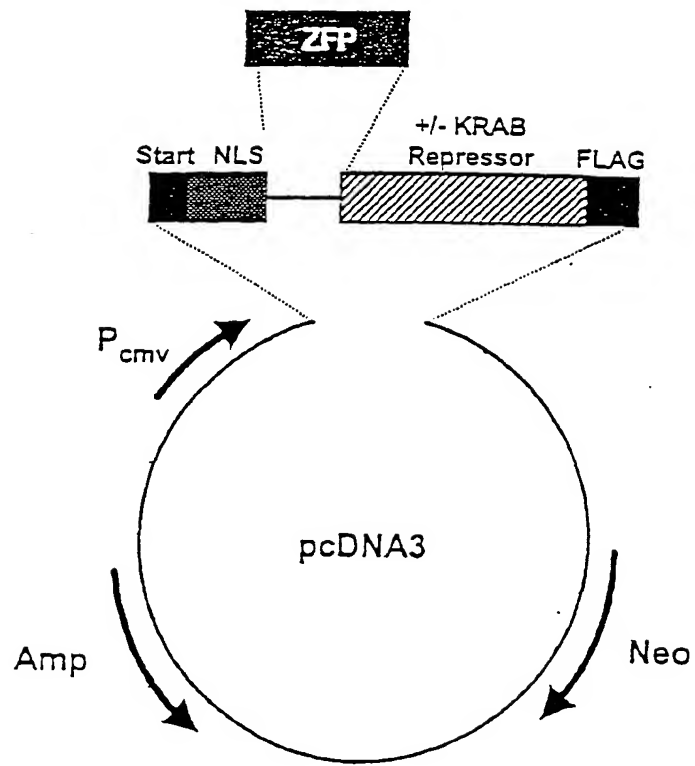 ZFP
+/- KRAB
Start NLS Repressor FLAG
Pcmv
pcDNA3
Amp
Neo